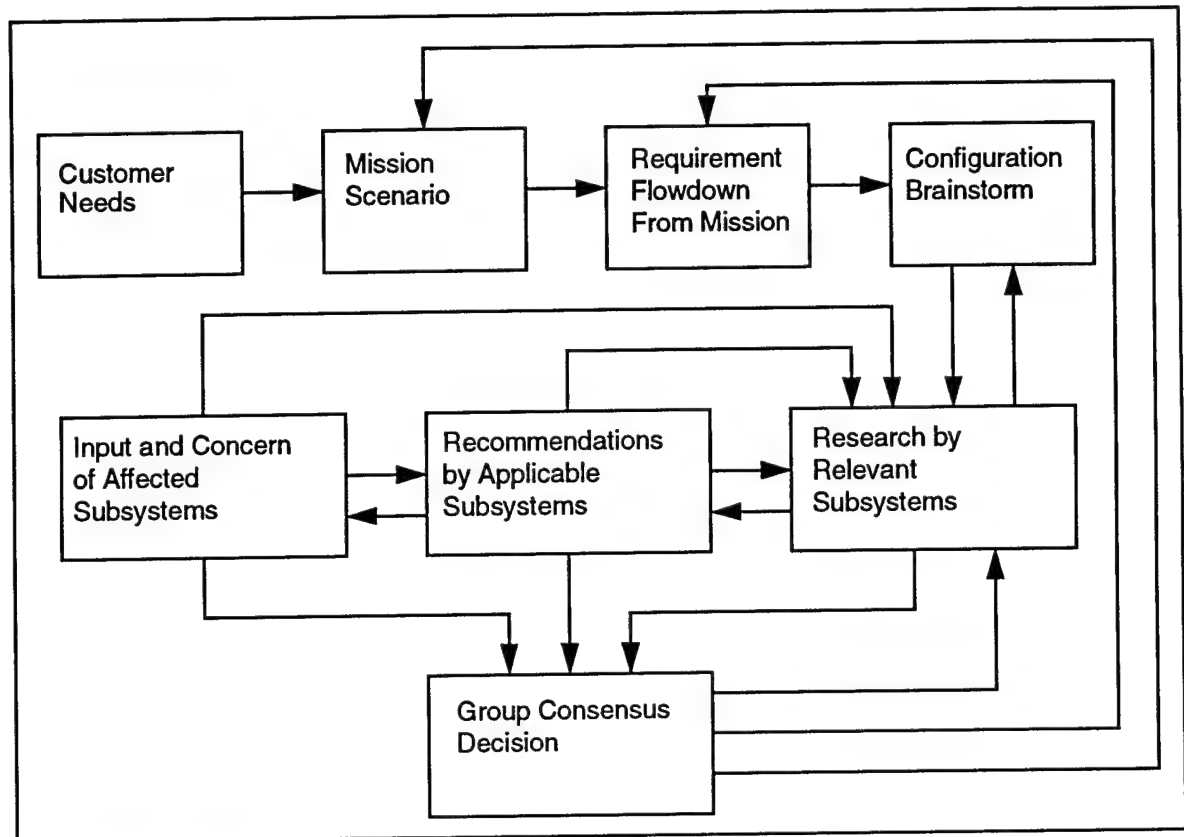 Customer
Needs
Mission
Scenario
Requirement
Flowdown
From Mission
Configuration
Brainstorm
Input and Concern
of Affected
Subsystems
Recommendations
by Applicable
Subsystems
Research by
Relevant
Subsystems
Group Consensus
Decision